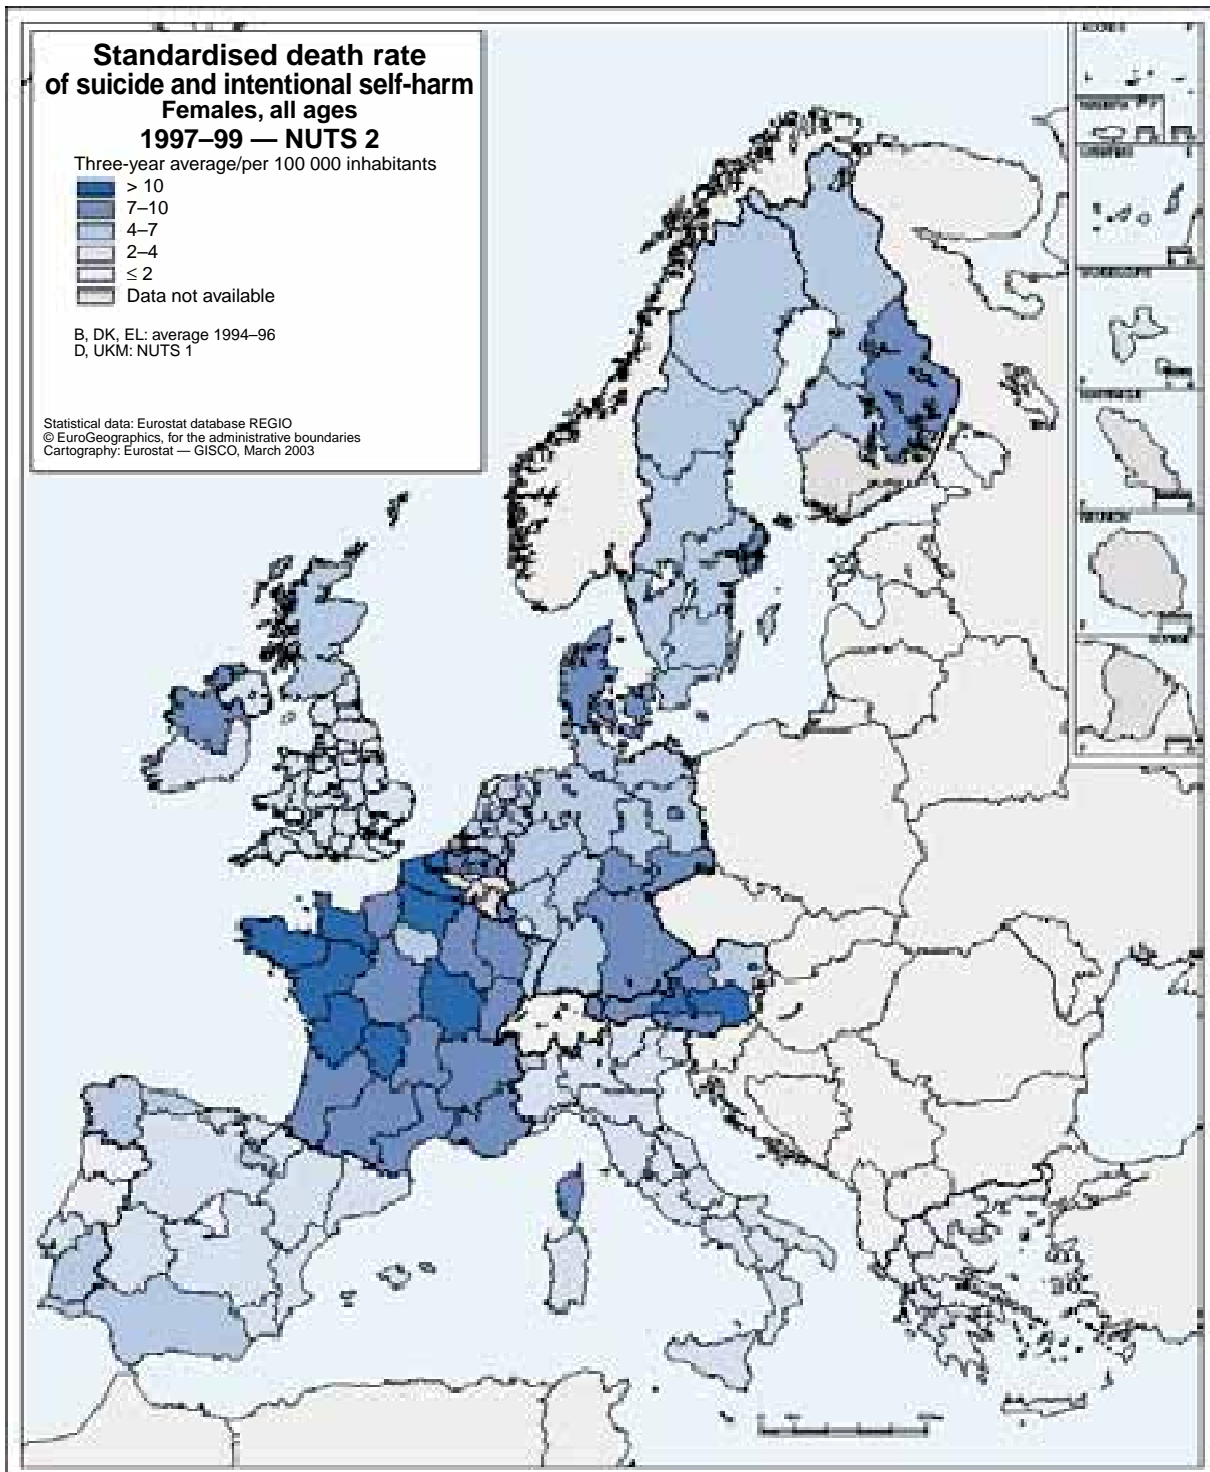 Standardised death rate
of suicide and intentional self-harm
Females, all ages
1997–99 — NUTS 2
Three-year average/per 100 000 inhabitants
> 10
7–10
4–7
2–4
≤ 2
Data not available
B, DK, EL: average 1994–96
D, UKM: NUTS 1
Statistical data: Eurostat database REGIO
© EuroGeographics, for the administrative boundaries
Cartography: Eurostat — GISCO, March 2003